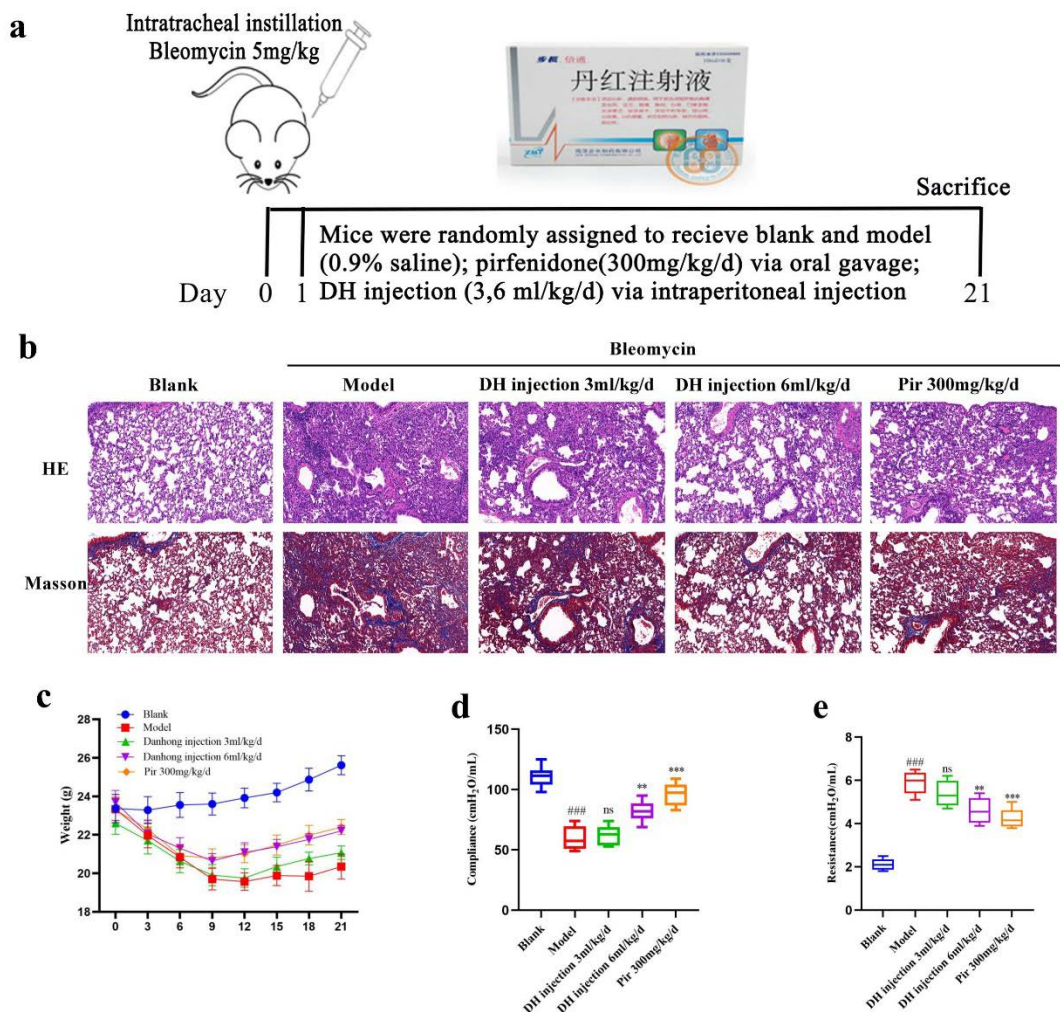 a
Intratracheal instillation
Bleomycin 5mg/kg
步长 倍通
丹红注射液
Sacrifice
Mice were randomly assigned to recieve blank and model
(0.9% saline); pirfenidone(300mg/kg/d) via oral gavage;
DH injection (3,6 ml/kg/d) via intraperitoneal injection
Day 0 1 21
b
Bleomycin
Blank Model DH injection 3ml/kg/d DH injection 6ml/kg/d Pir 300mg/kg/d
HE
Masson
c
Blank
Model
Danhong injection 3ml/kg/d
Danhong injection 6ml/kg/d
Pir 300mg/kg/d
Weight (g)
28
26
24
22
20
18
0 3 6 9 12 15 18 21
d
Compliance (cmH₂O/mL)
150
100
50
0
###
ns
**
***
Blank
Model
DH injection 3ml/kg/d
DH injection 6ml/kg/d
Pir 300mg/kg/d
e
Resistance(cmH₂O/mL)
8
6
4
2
0
###
ns
**
***
Blank
Model
DH injection 3ml/kg/d
DH injection 6ml/kg/d
Pir 300mg/kg/d